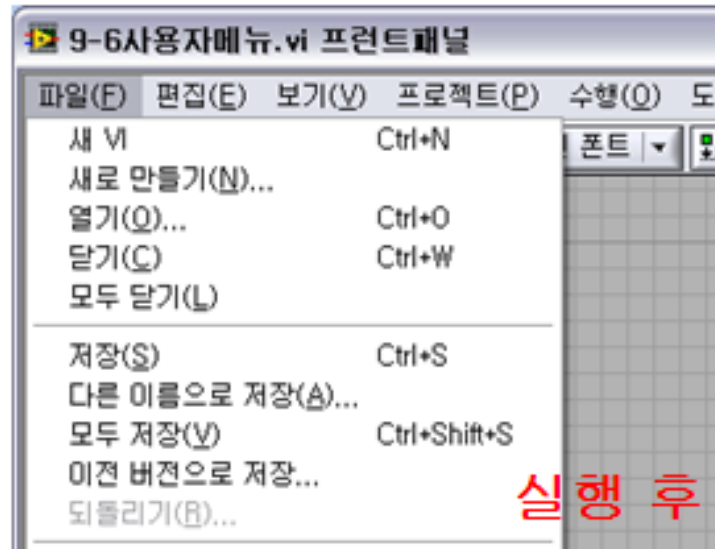 9-6사용자메뉴.vi 프런트패널
파일(F) 편집(E) 보기(V) 프로젝트(P) 수행(O) 도
새 VI Ctrl+N
폰트
새로 만들기(N)...
열기(O)... Ctrl+O
닫기(C) Ctrl+W
모두 닫기(L)
저장(S) Ctrl+S
다른 이름으로 저장(A)...
모두 저장(V) Ctrl+Shift+S
이전 버전으로 저장...
되돌리기(R)...
실행 후